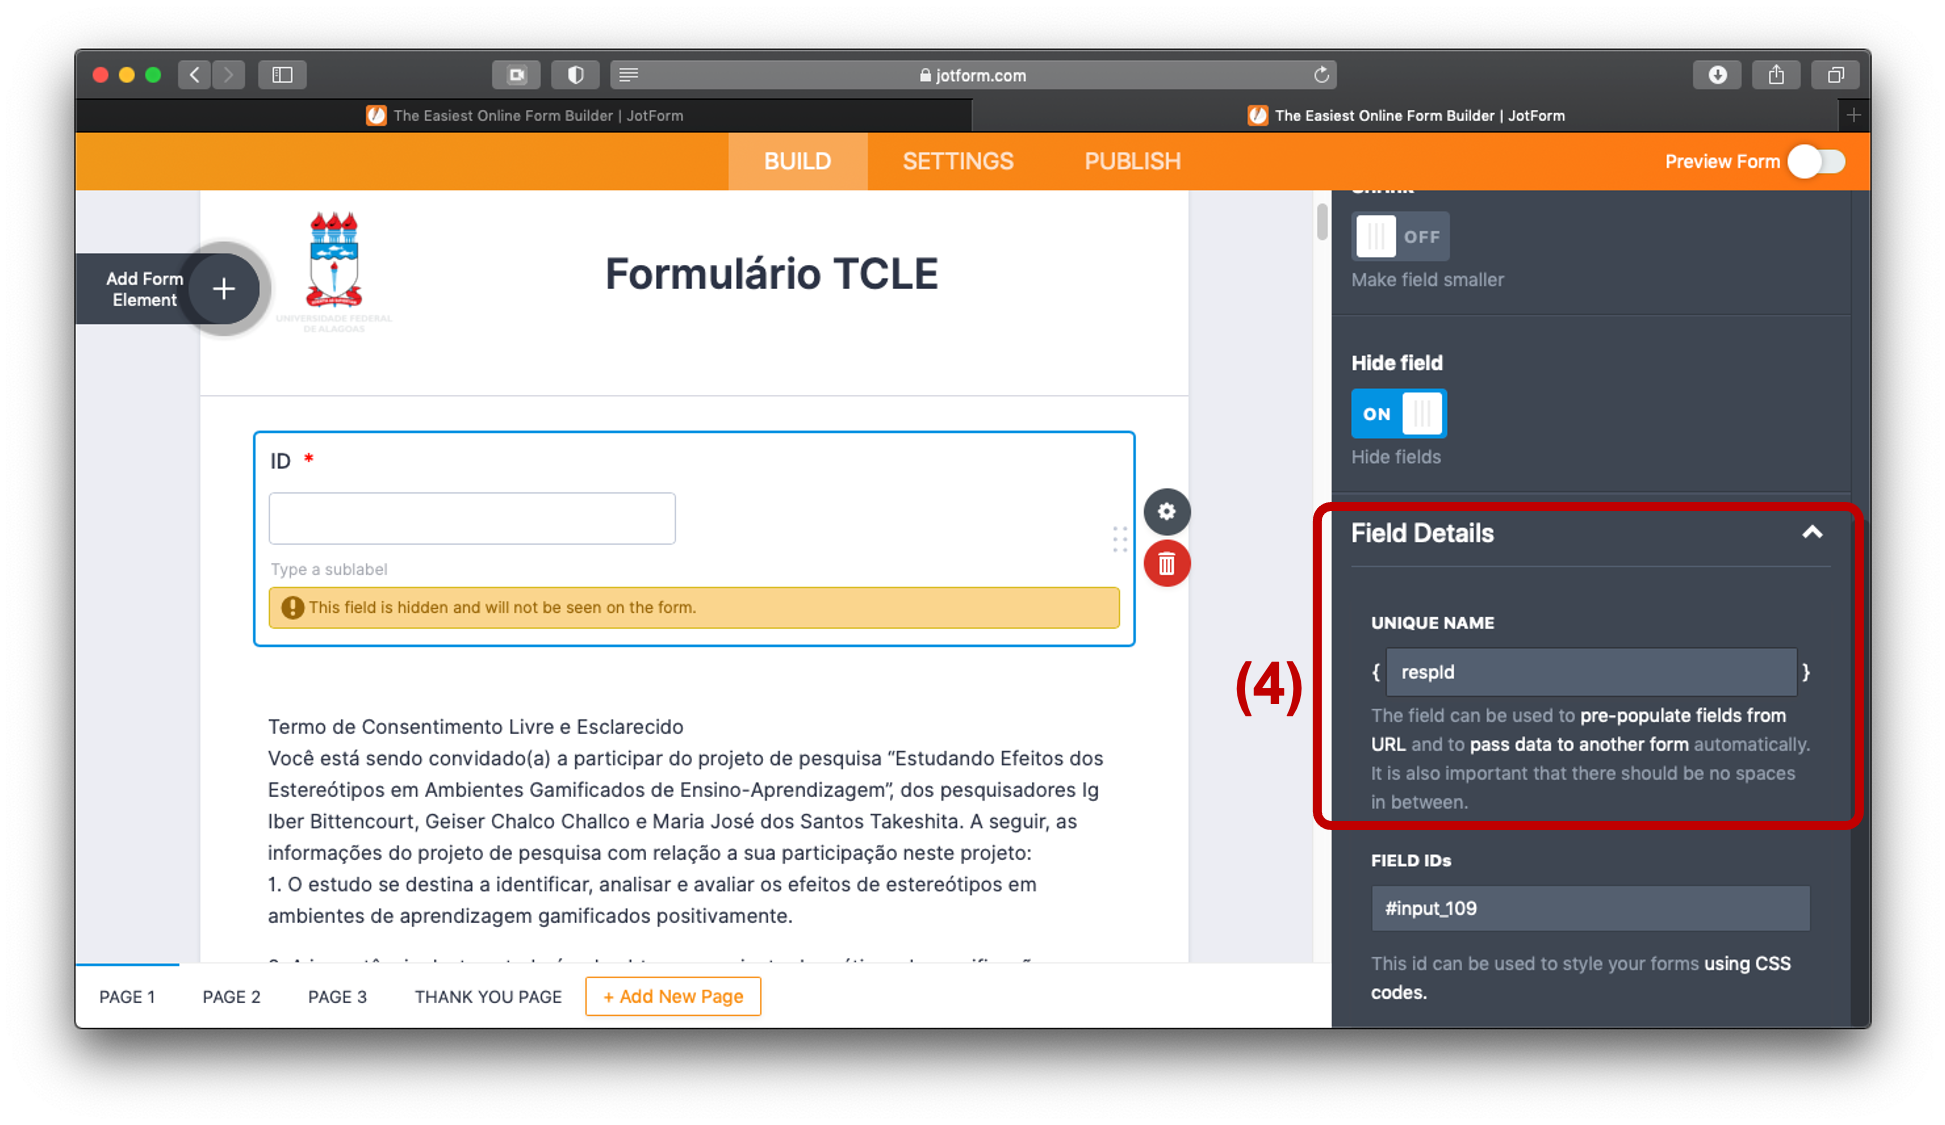 jotform.com
The Easiest Online Form Builder | JotForm
The Easiest Online Form Builder | JotForm
BUILD
SETTINGS
PUBLISH
Preview Form
Add Form
Element
UNIVERSIDADE FEDERAL
DE ALAGOAS
Formulário TCLE
ID *
Type a sublabel
This field is hidden and will not be seen on the form.
Termo de Consentimento Livre e Esclarecido
Você está sendo convidado(a) a participar do projeto de pesquisa “Estudando Efeitos dos
Estereótipos em Ambientes Gamificados de Ensino-Aprendizagem”, dos pesquisadores Ig
Iber Bittencourt, Geiser Chalco Challco e Maria José dos Santos Takeshita. A seguir, as
informações do projeto de pesquisa com relação a sua participação neste projeto:
1. O estudo se destina a identificar, analisar e avaliar os efeitos de estereótipos em
ambientes de aprendizagem gamificados positivamente.
PAGE 1
PAGE 2
PAGE 3
THANK YOU PAGE
+ Add New Page
Shrink
OFF
Make field smaller
Hide field
ON
Hide fields
(4)
Field Details
UNIQUE NAME
{ respId }
The field can be used to pre-populate fields from
URL and to pass data to another form automatically.
It is also important that there should be no spaces
in between.
FIELD IDs
#input_109
This id can be used to style your forms using CSS
codes.